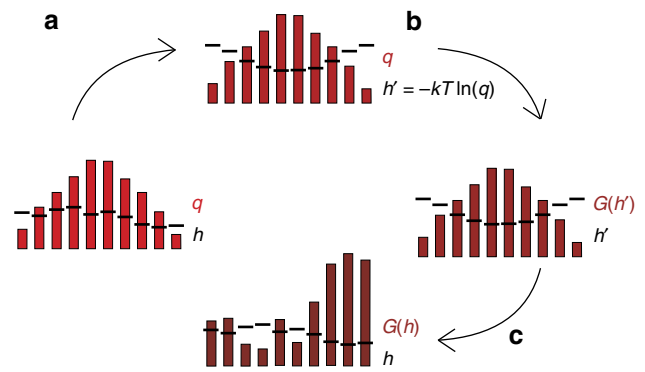 a
b
q
h′ = –kT ln(q)
q
h
G(h′)
h′
G(h)
h
c